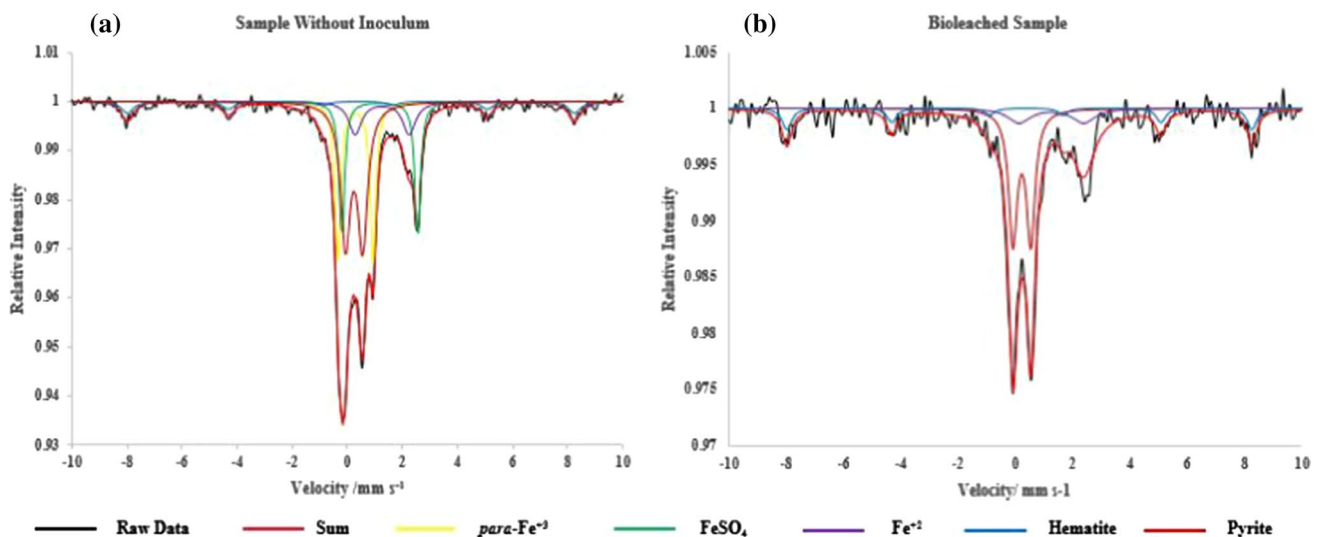 (a) Sample Without Inoculum
1.01
1
0.99
0.98
0.97
0.96
0.95
0.94
0.93
Relative Intensity
-10 -8 -6 -4 -2 0 2 4 6 8 10
Velocity /mm s⁻¹
(b) Bioleached Sample
1.005
1
0.995
0.99
0.985
0.98
0.975
0.97
Relative Intensity
-10 -8 -6 -4 -2 0 2 4 6 8 10
Velocity/ mm s-1
Raw Data Sum para-Fe⁺³ FeSO₄ Fe⁺² Hematite Pyrite